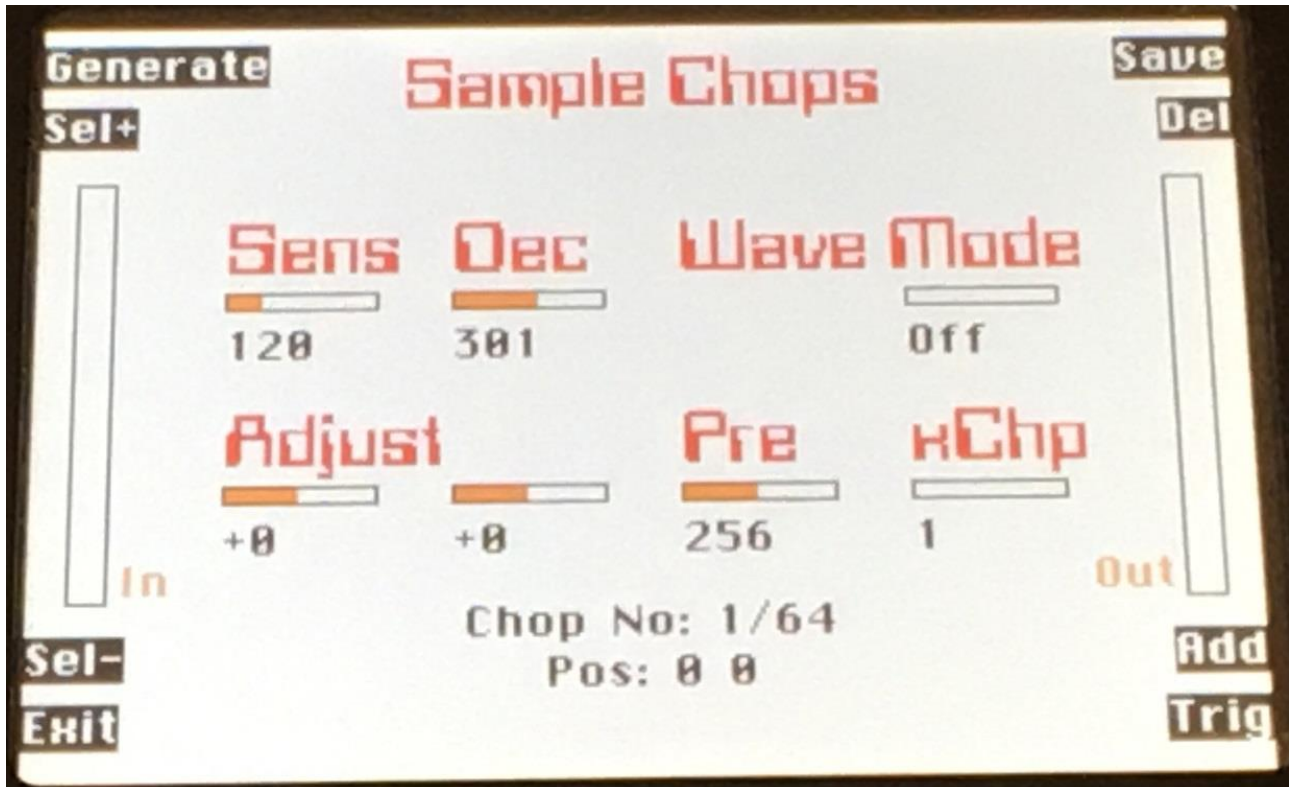 Generate
Sample Chops
Save
Sel+
Del
Sens Dec Wave Mode
120 301 Off
Adjust Pre xChp
+0 +0 256 1
In
Out
Chop No: 1/64
Sel-
Add
Pos: 0 0
Exit
Trig